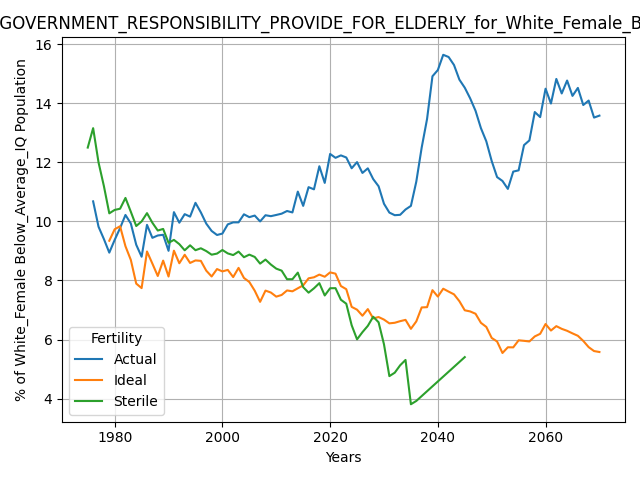 GOVERNMENT_RESPONSIBILITY_PROVIDE_FOR_ELDERLY_for_White_Female_B
% of White_Female Below_Average_IQ Population
16
14
12
10
8
6
4
Fertility
Actual
Ideal
Sterile
1980 2000 2020 2040 2060
Years